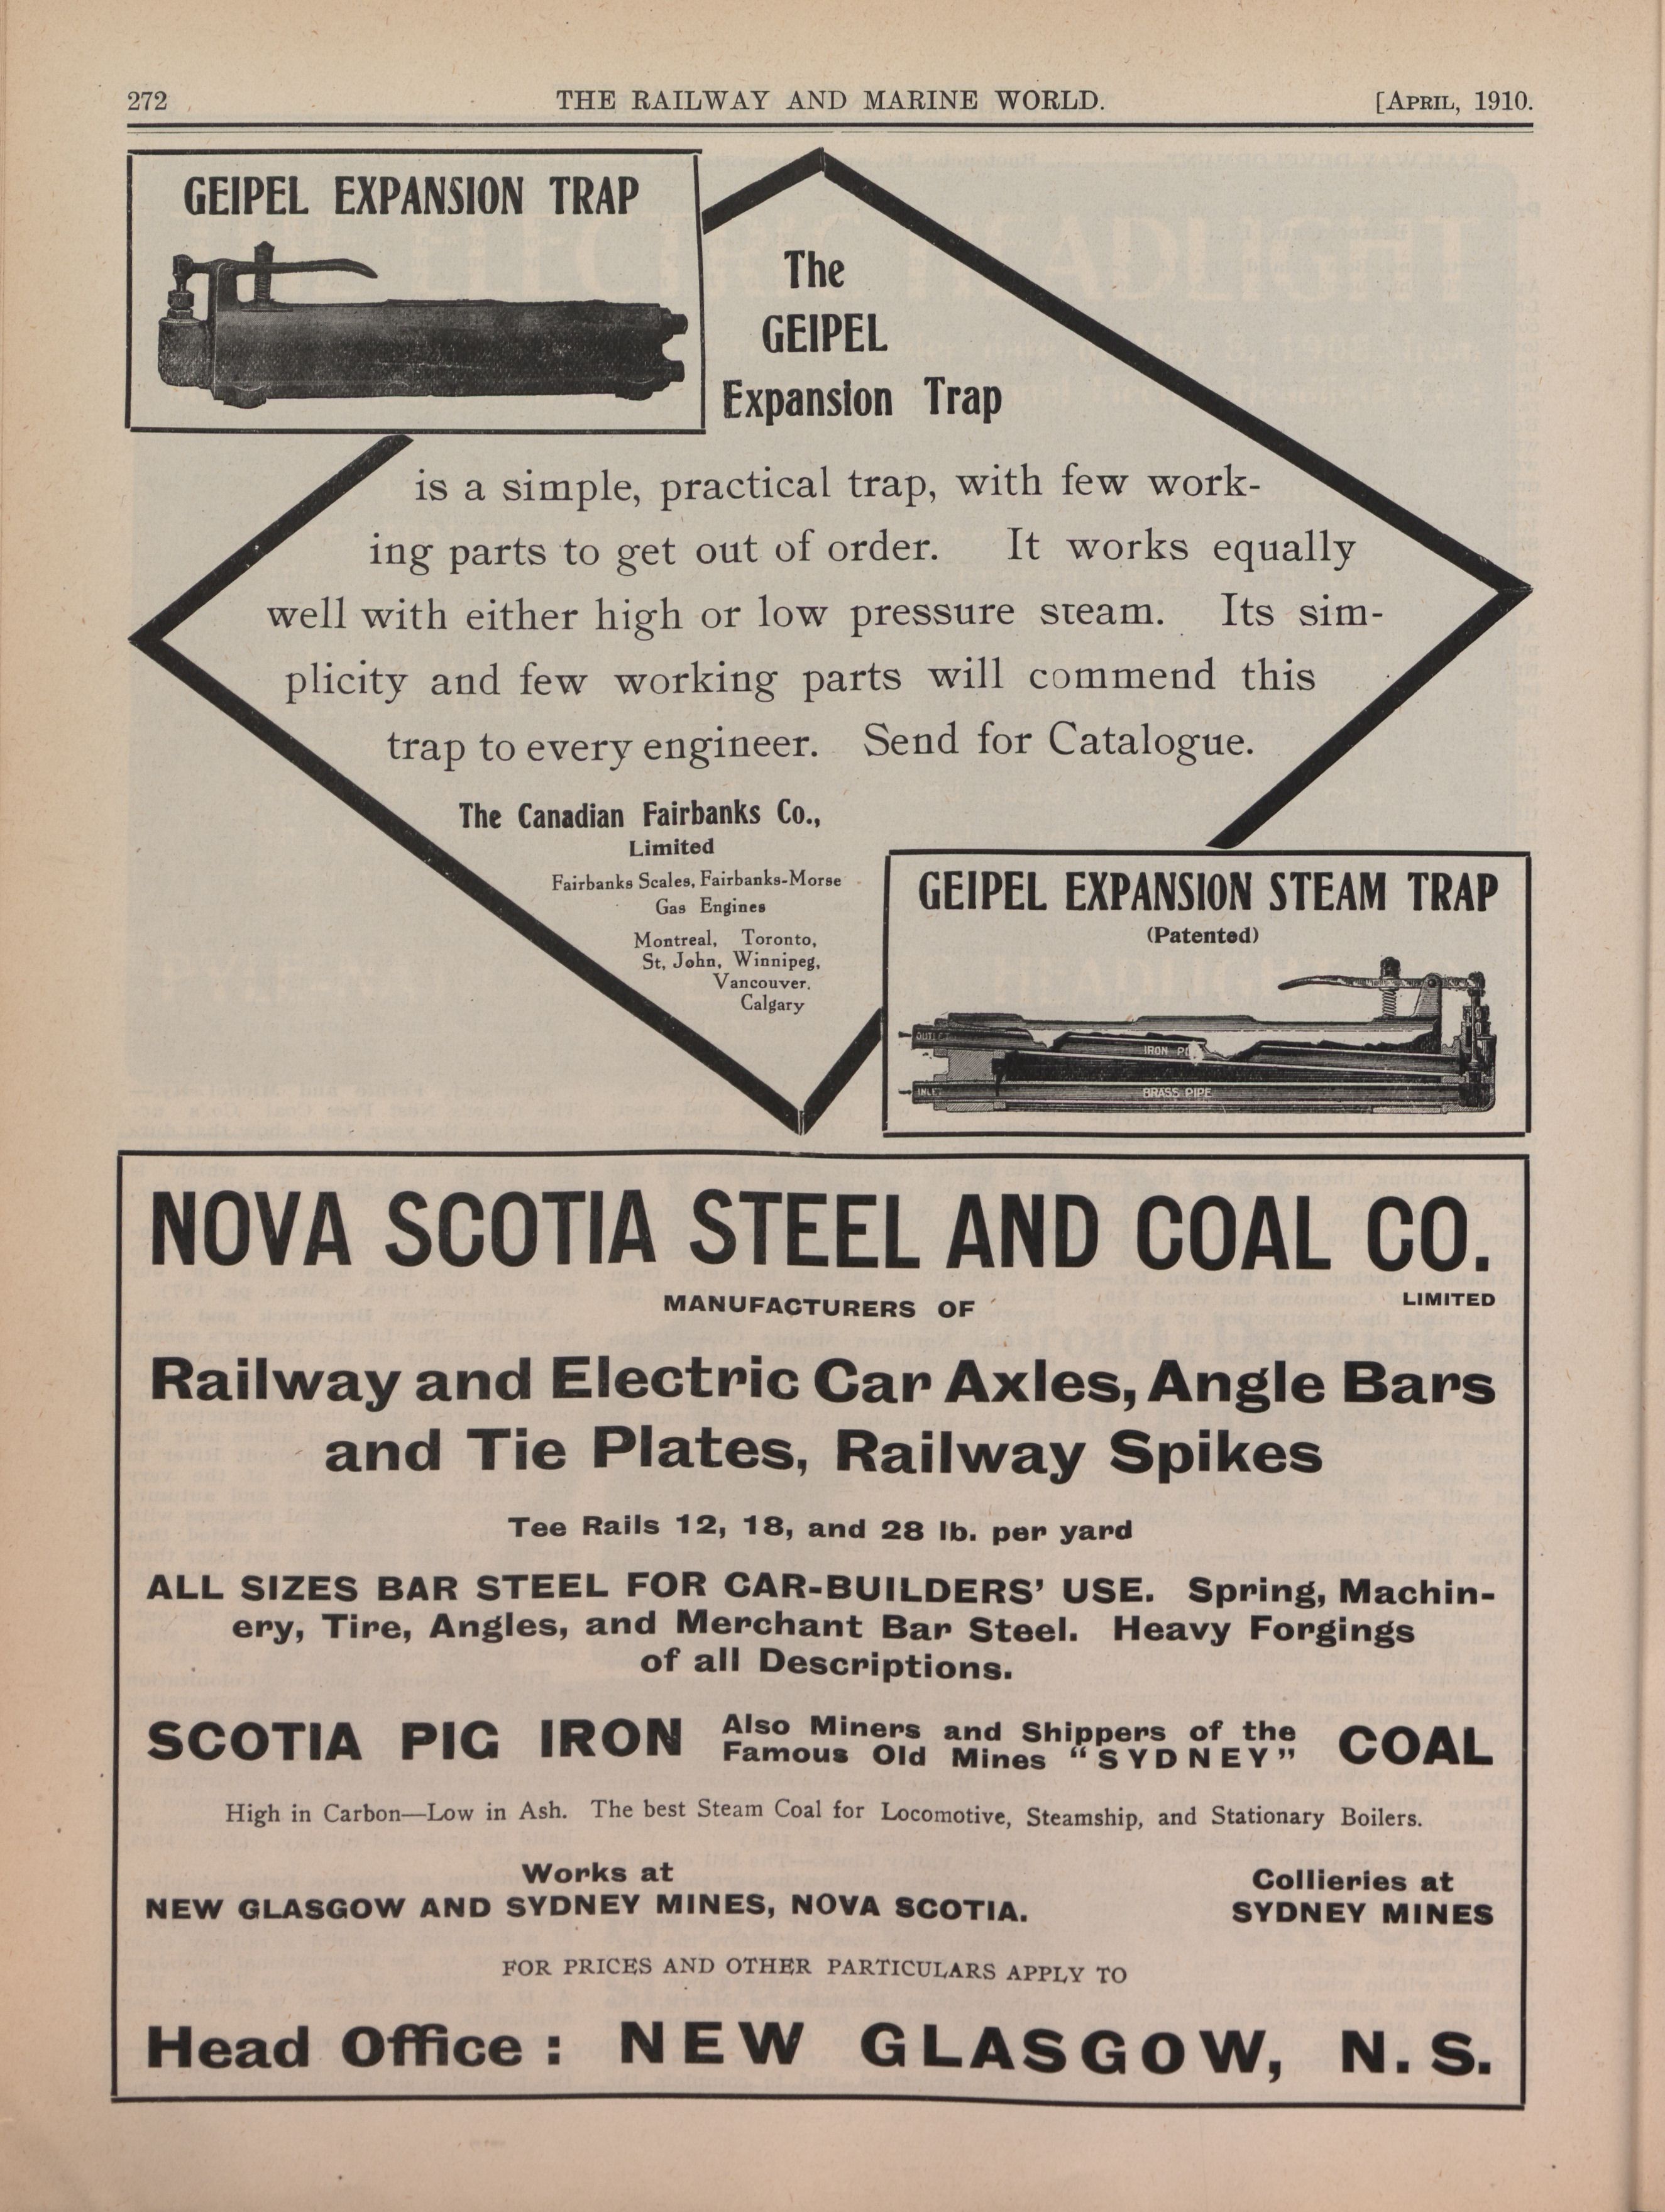 272 THE RAILWAY AND MARINE WORLD. [APRIL, 1910.
GEIPEL EXPANSION TRAP
The
GEIPEL
Expansion Trap
is a simple, practical trap, with few work-
ing parts to get out of order. It works equally
well with either high or low pressure steam. Its sim-
plicity and few working parts will commend this
trap to every engineer. Send for Catalogue.
The Canadian Fairbanks Co.,
Limited
Fairbanks Scales, Fairbanks-Morse
Gas Engines
Montreal, Toronto,
St, John, Winnipeg,
Vancouver.
Calgary
GEIPEL EXPANSION STEAM TRAP
(Patented)
OUTLET
IRON
INLET
BRASS PIPE
NOVA SCOTIA STEEL AND COAL CO.
LIMITED
MANUFACTURERS OF
Railway and Electric Car Axles, Angle Bars
and Tie Plates, Railway Spikes
Tee Rails 12, 18, and 28 lb. per yard
ALL SIZES BAR STEEL FOR CAR-BUILDERS' USE. Spring, Machin-
ery, Tire, Angles, and Merchant Bar Steel. Heavy Forgings
of all Descriptions.
SCOTIA PIG IRON Also Miners and Shippers of the
Famous Old Mines "SYDNEY" COAL
High in Carbon—Low in Ash. The best Steam Coal for Locomotive, Steamship, and Stationary Boilers.
Works at
NEW GLASGOW AND SYDNEY MINES, NOVA SCOTIA.
Collieries at
SYDNEY MINES
FOR PRICES AND OTHER PARTICULARS APPLY TO
Head Office : NEW GLASGOW, N. S.